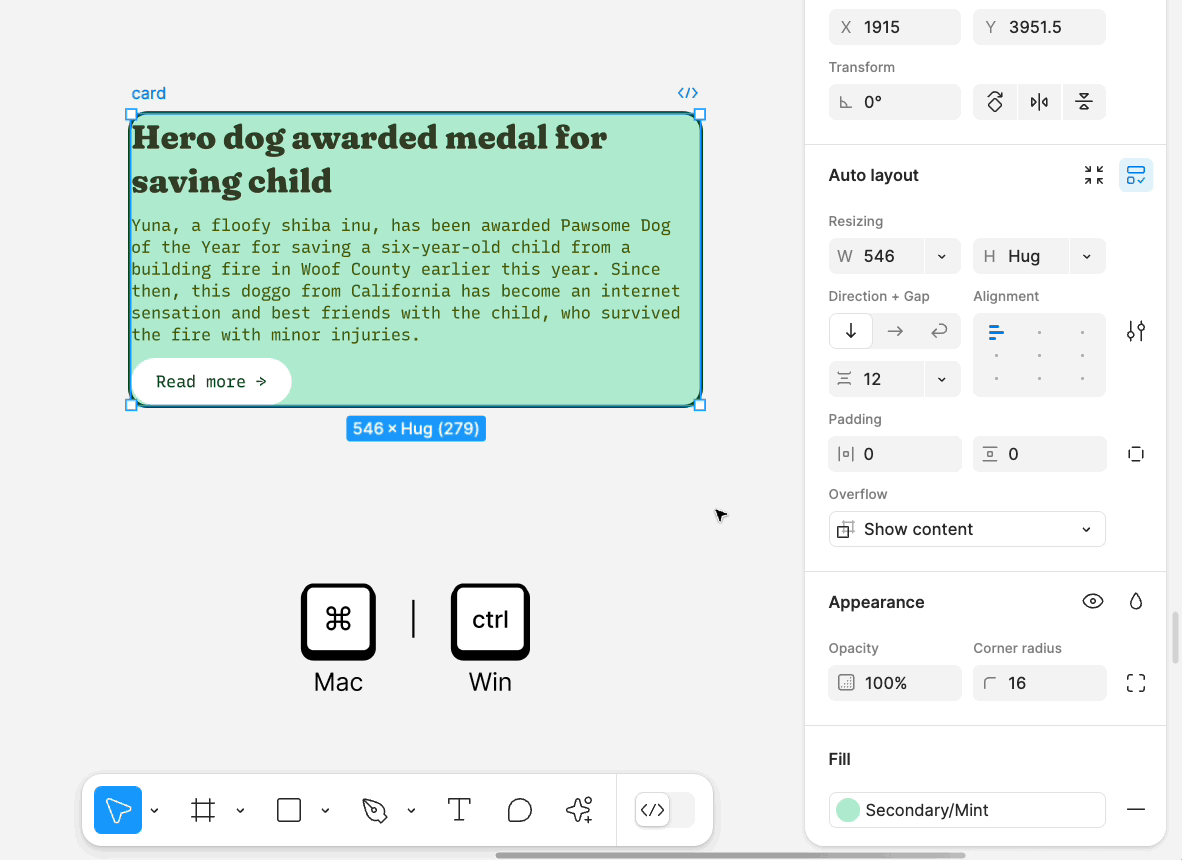 X 1915
Y 3951.5
Transform
0°
card
Hero dog awarded medal for
saving child
Yuna, a floofy shiba inu, has been awarded Pawsome Dog
of the Year for saving a six-year-old child from a
building fire in Woof County earlier this year. Since
then, this doggo from California has become an internet
sensation and best friends with the child, who survived
the fire with minor injuries.
Read more →
546 × Hug (279)
Auto layout
Resizing
W 546
H Hug
Direction + Gap
Alignment
12
Padding
0
0
Overflow
Show content
⌘
ctrl
Mac
Win
Appearance
Opacity
Corner radius
100%
16
Fill
Secondary/Mint